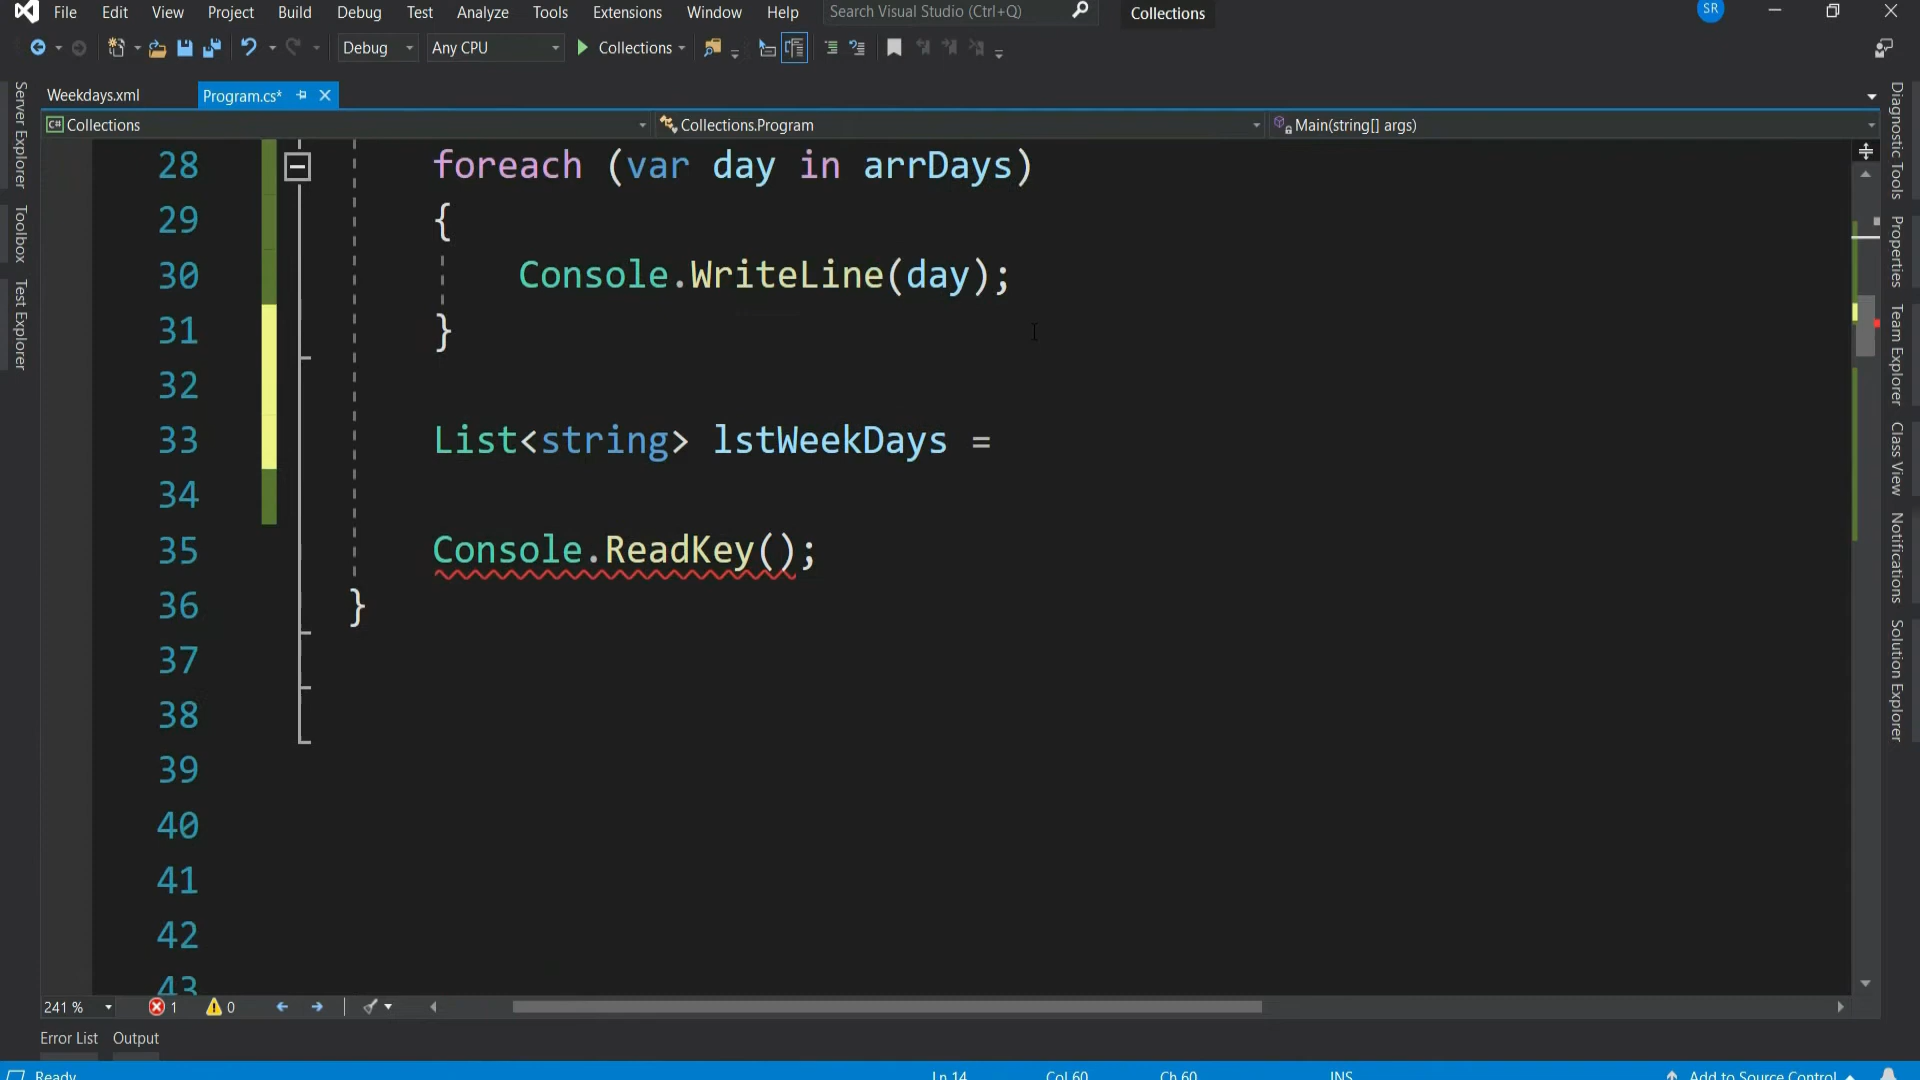 File Edit View Project Build Debug Test Analyze Tools Extensions Window Help Search Visual Studio (Ctrl+Q) Collections SR
Debug Any CPU Collections
Weekdays.xml Program.cs*
C# Collections Collections.Program Main(string[] args)
Server Explorer
Toolbox
Test Explorer
28 foreach (var day in arrDays)
29 {
30 Console.WriteLine(day);
31 }
32
33 List<string> lstWeekDays =
34
35 Console.ReadKey();
36 }
37
38
39
40
41
42
43
Diagnostic Tools
Properties
Team Explorer
Class View
Notifications
Solution Explorer
241 % 1 0
Error List Output
Ready Ln 14 Col 60 Ch 60 INS Add to Source Control